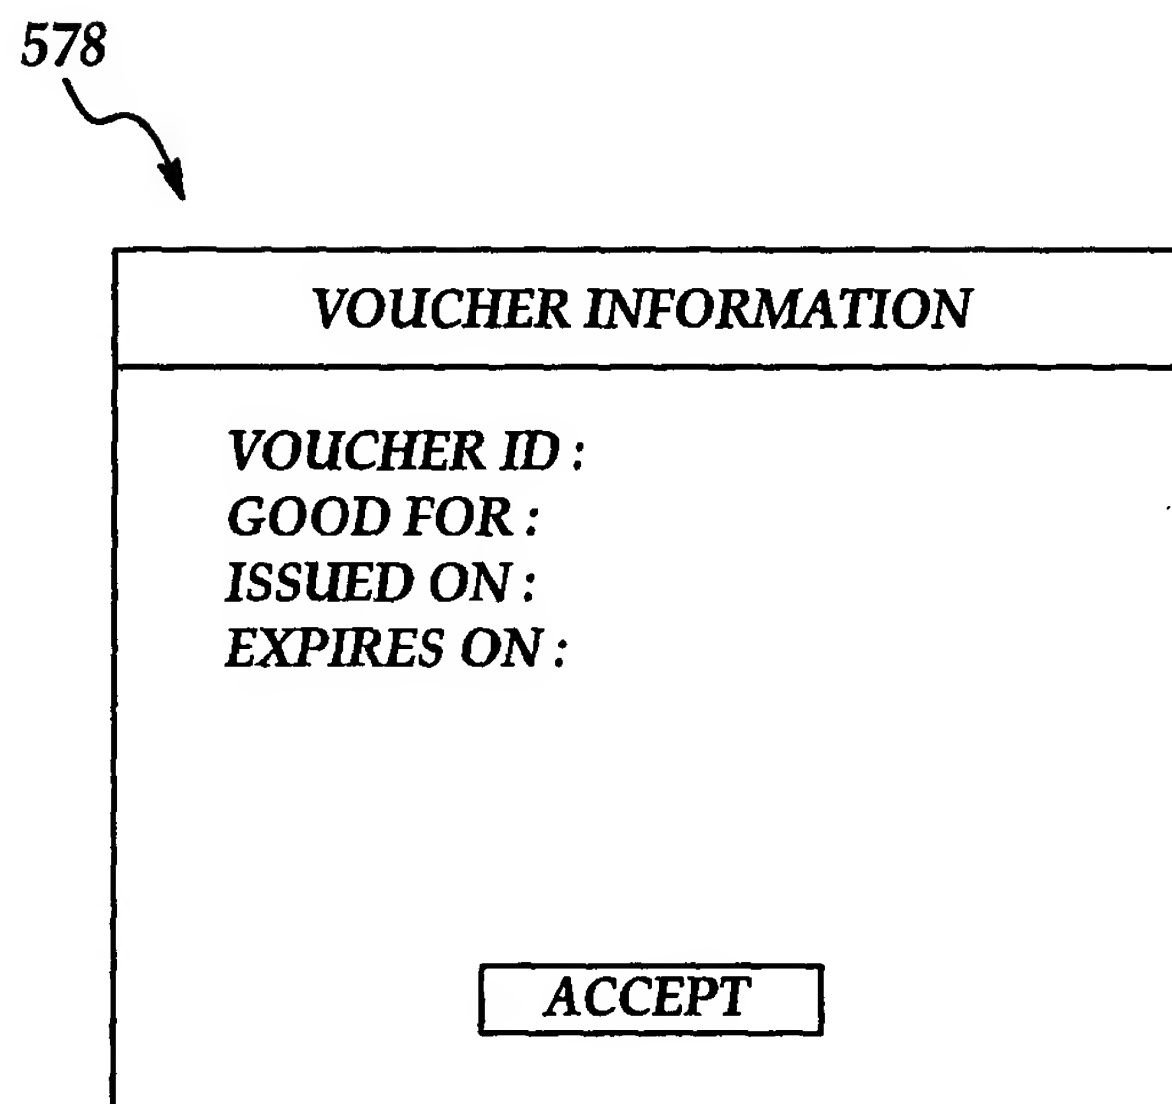 578
VOUCHER INFORMATION
VOUCHER ID :
GOOD FOR :
ISSUED ON :
EXPIRES ON :
ACCEPT